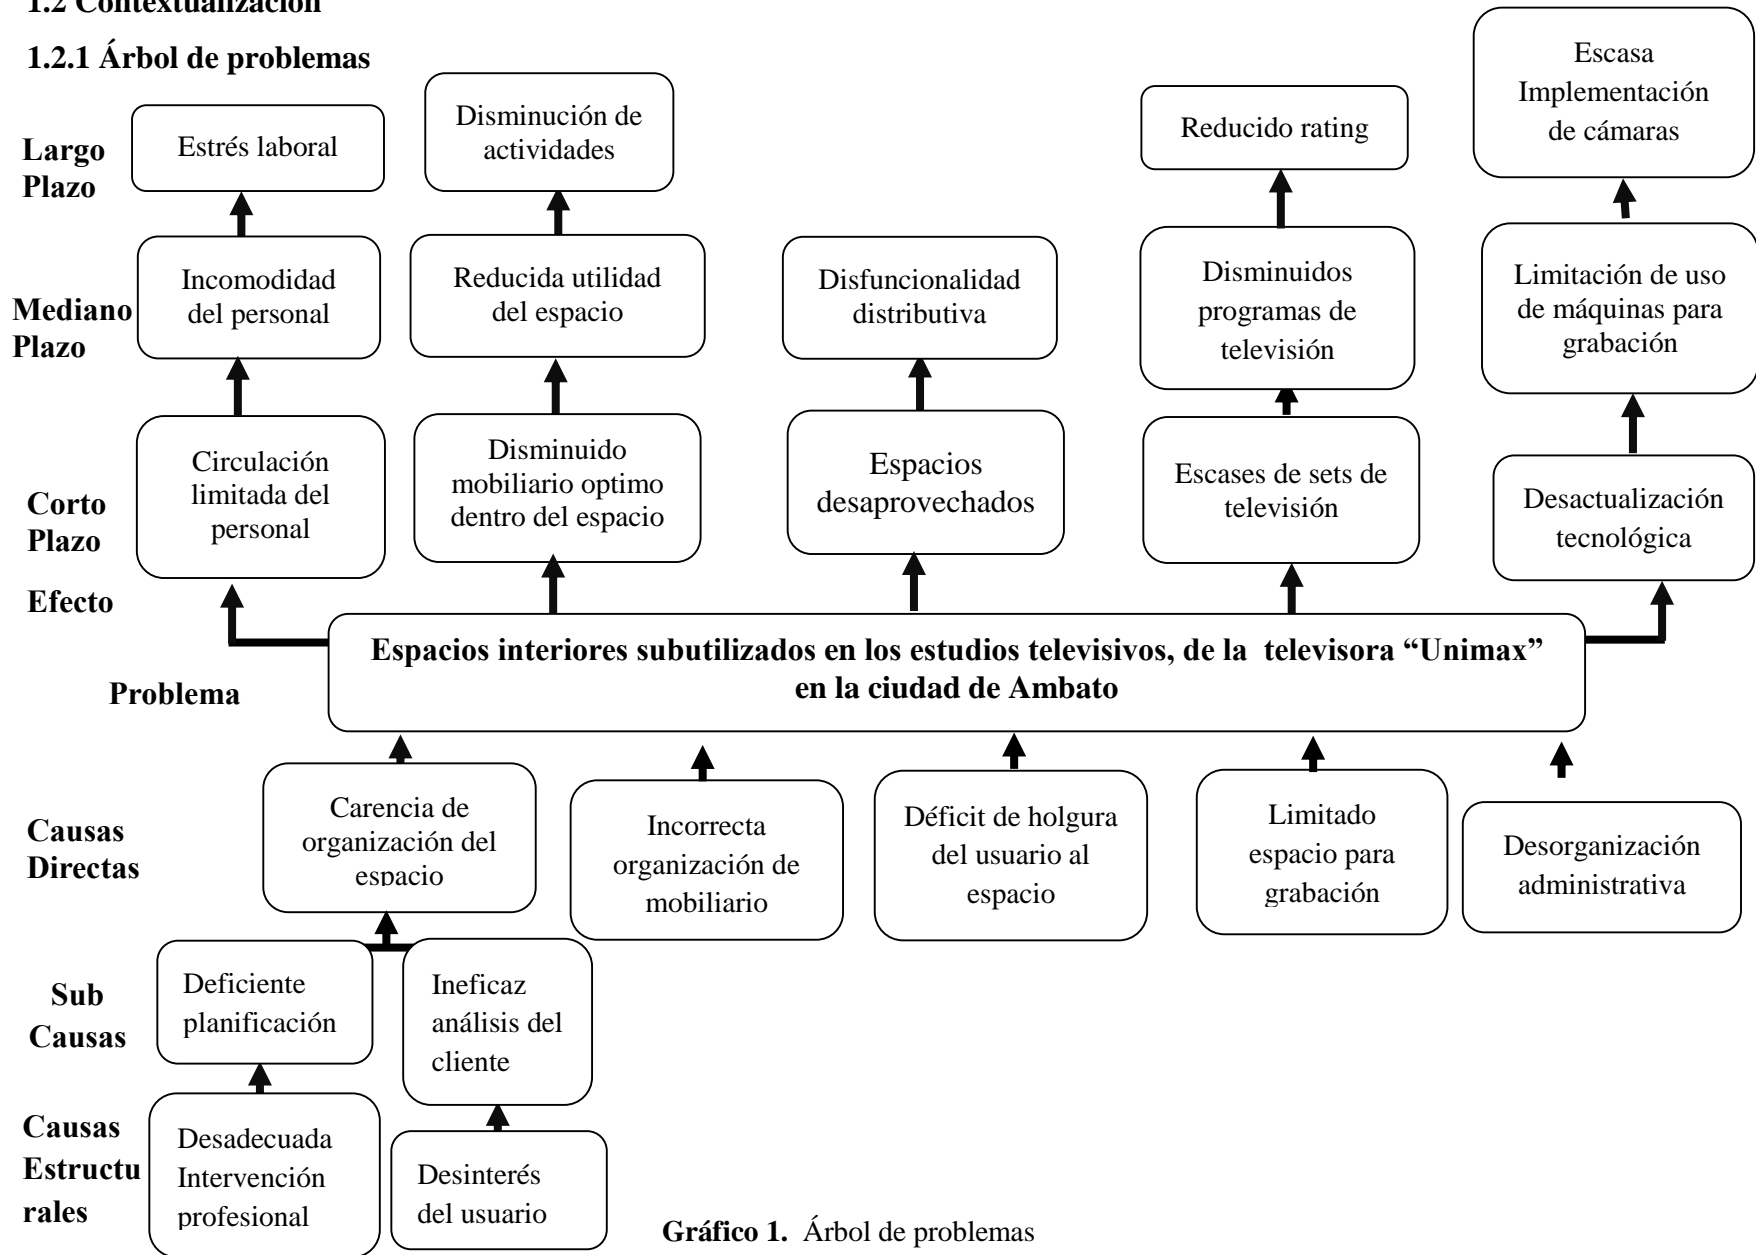 1.2 Contextualización
1.2.1 Árbol de problemas
Largo
Plazo
Estrés laboral
Disminución de
actividades
Reducido rating
Escasa
Implementación
de cámaras
Mediano
Plazo
Incomodidad
del personal
Reducida utilidad
del espacio
Disfuncionalidad
distributiva
Disminuidos
programas de
televisión
Limitación de uso
de máquinas para
grabación
Corto
Plazo
Circulación
limitada del
personal
Disminuido
mobiliario optimo
dentro del espacio
Espacios
desaprovechados
Escases de sets de
televisión
Desactualización
tecnológica
Efecto
Problema
Espacios interiores subutilizados en los estudios televisivos, de la televisora “Unimax”
en la ciudad de Ambato
Causas
Directas
Carencia de
organización del
espacio
Incorrecta
organización de
mobiliario
Déficit de holgura
del usuario al
espacio
Limitado
espacio para
grabación
Desorganización
administrativa
Sub
Causas
Deficiente
planificación
Ineficaz
análisis del
cliente
Causas
Estructu
rales
Desadecuada
Intervención
profesional
Desinterés
del usuario
Gráfico 1. Árbol de problemas